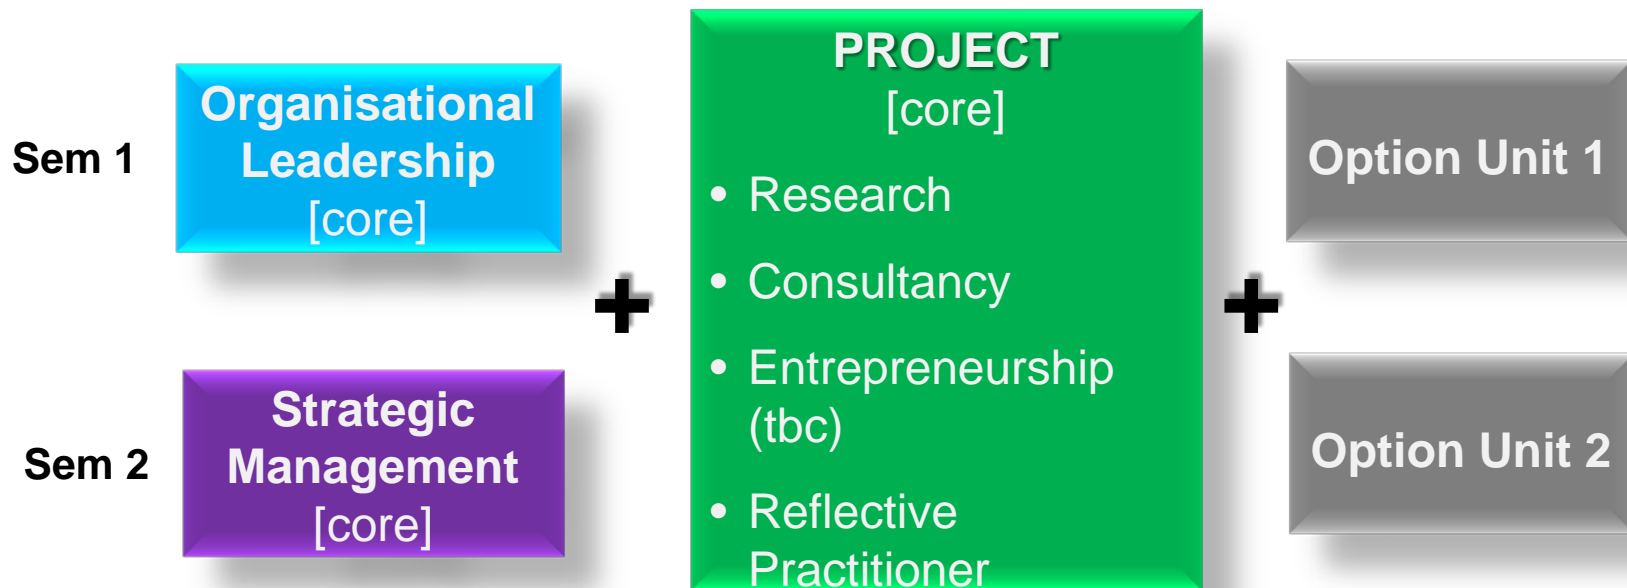 Sem 1
Organisational
Leadership
[core]
Sem 2
Strategic
Management
[core]
+
PROJECT
[core]
• Research
• Consultancy
• Entrepreneurship
(tbc)
• Reflective
Practitioner
+
Option Unit 1
Option Unit 2